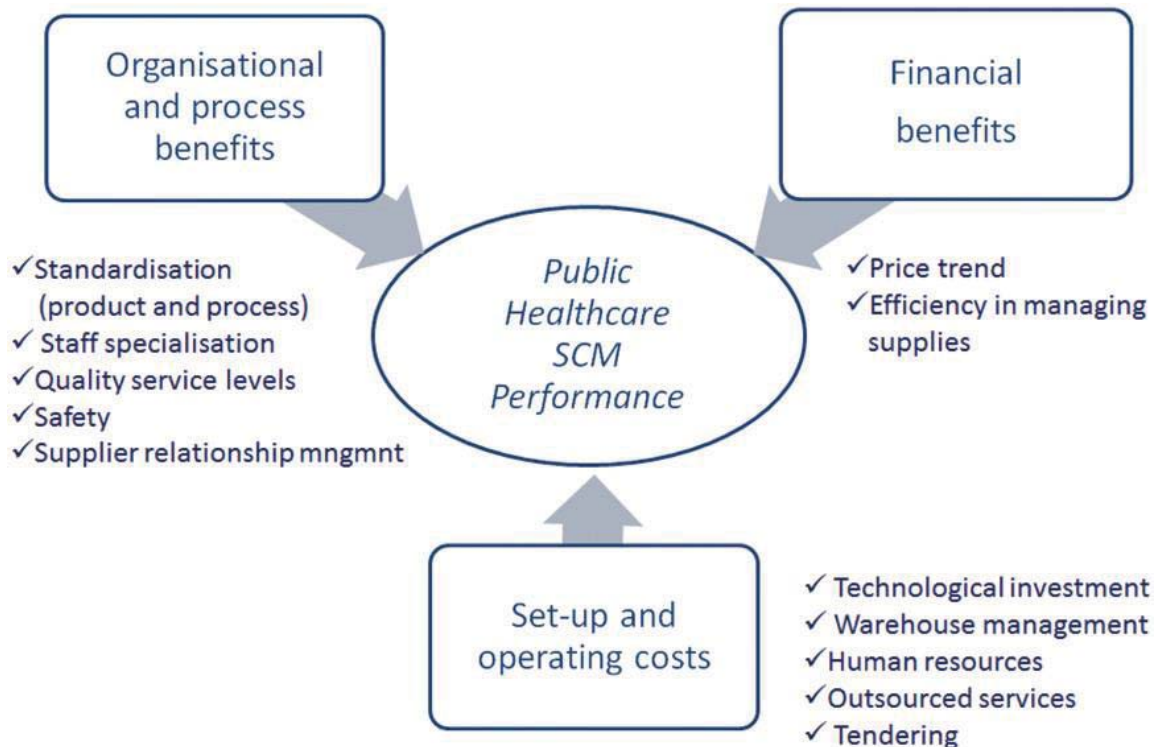 Organisational
and process
benefits
Financial
benefits
✓Standardisation
(product and process)
✓ Staff specialisation
✓Quality service levels
✓Safety
✓Supplier relationship mngmnt
Public
Healthcare
SCM
Performance
✓Price trend
✓Efficiency in managing
supplies
Set-up and
operating costs
✓ Technological investment
✓ Warehouse management
✓Human resources
✓Outsourced services
✓ Tendering